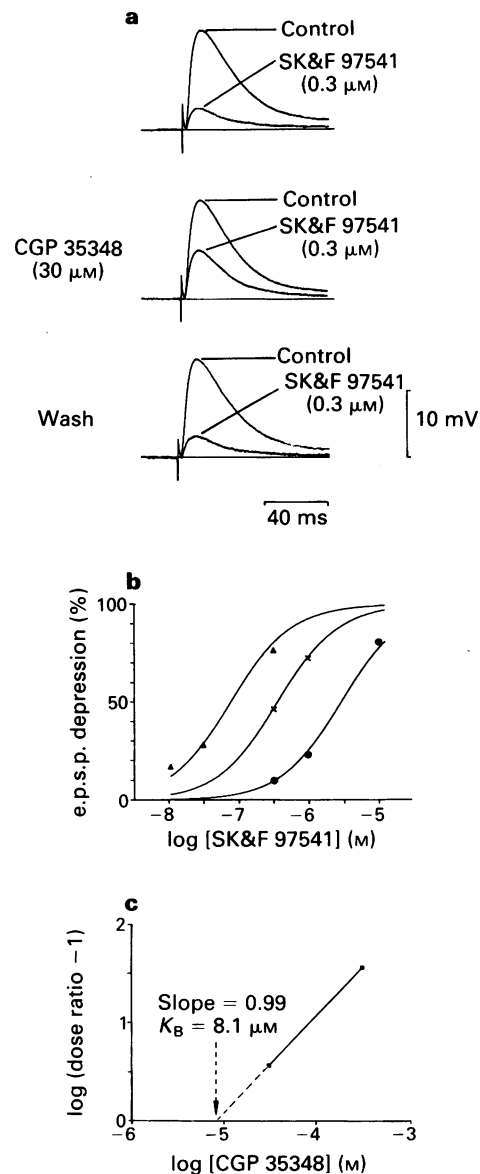 a
Control
SK&F 97541
(0.3 μM)
Control
SK&F 97541
(0.3 μM)
CGP 35348
(30 μM)
Control
SK&F 97541
(0.3 μM)
Wash
10 mV
40 ms
b
e.p.s.p. depression (%)
100
50
0
−8 −7 −6 −5
log [SK&F 97541] (M)
c
log (dose ratio −1)
2
1
0
Slope = 0.99
K_B = 8.1 μM
−6 −5 −4 −3
log [CGP 35348] (M)